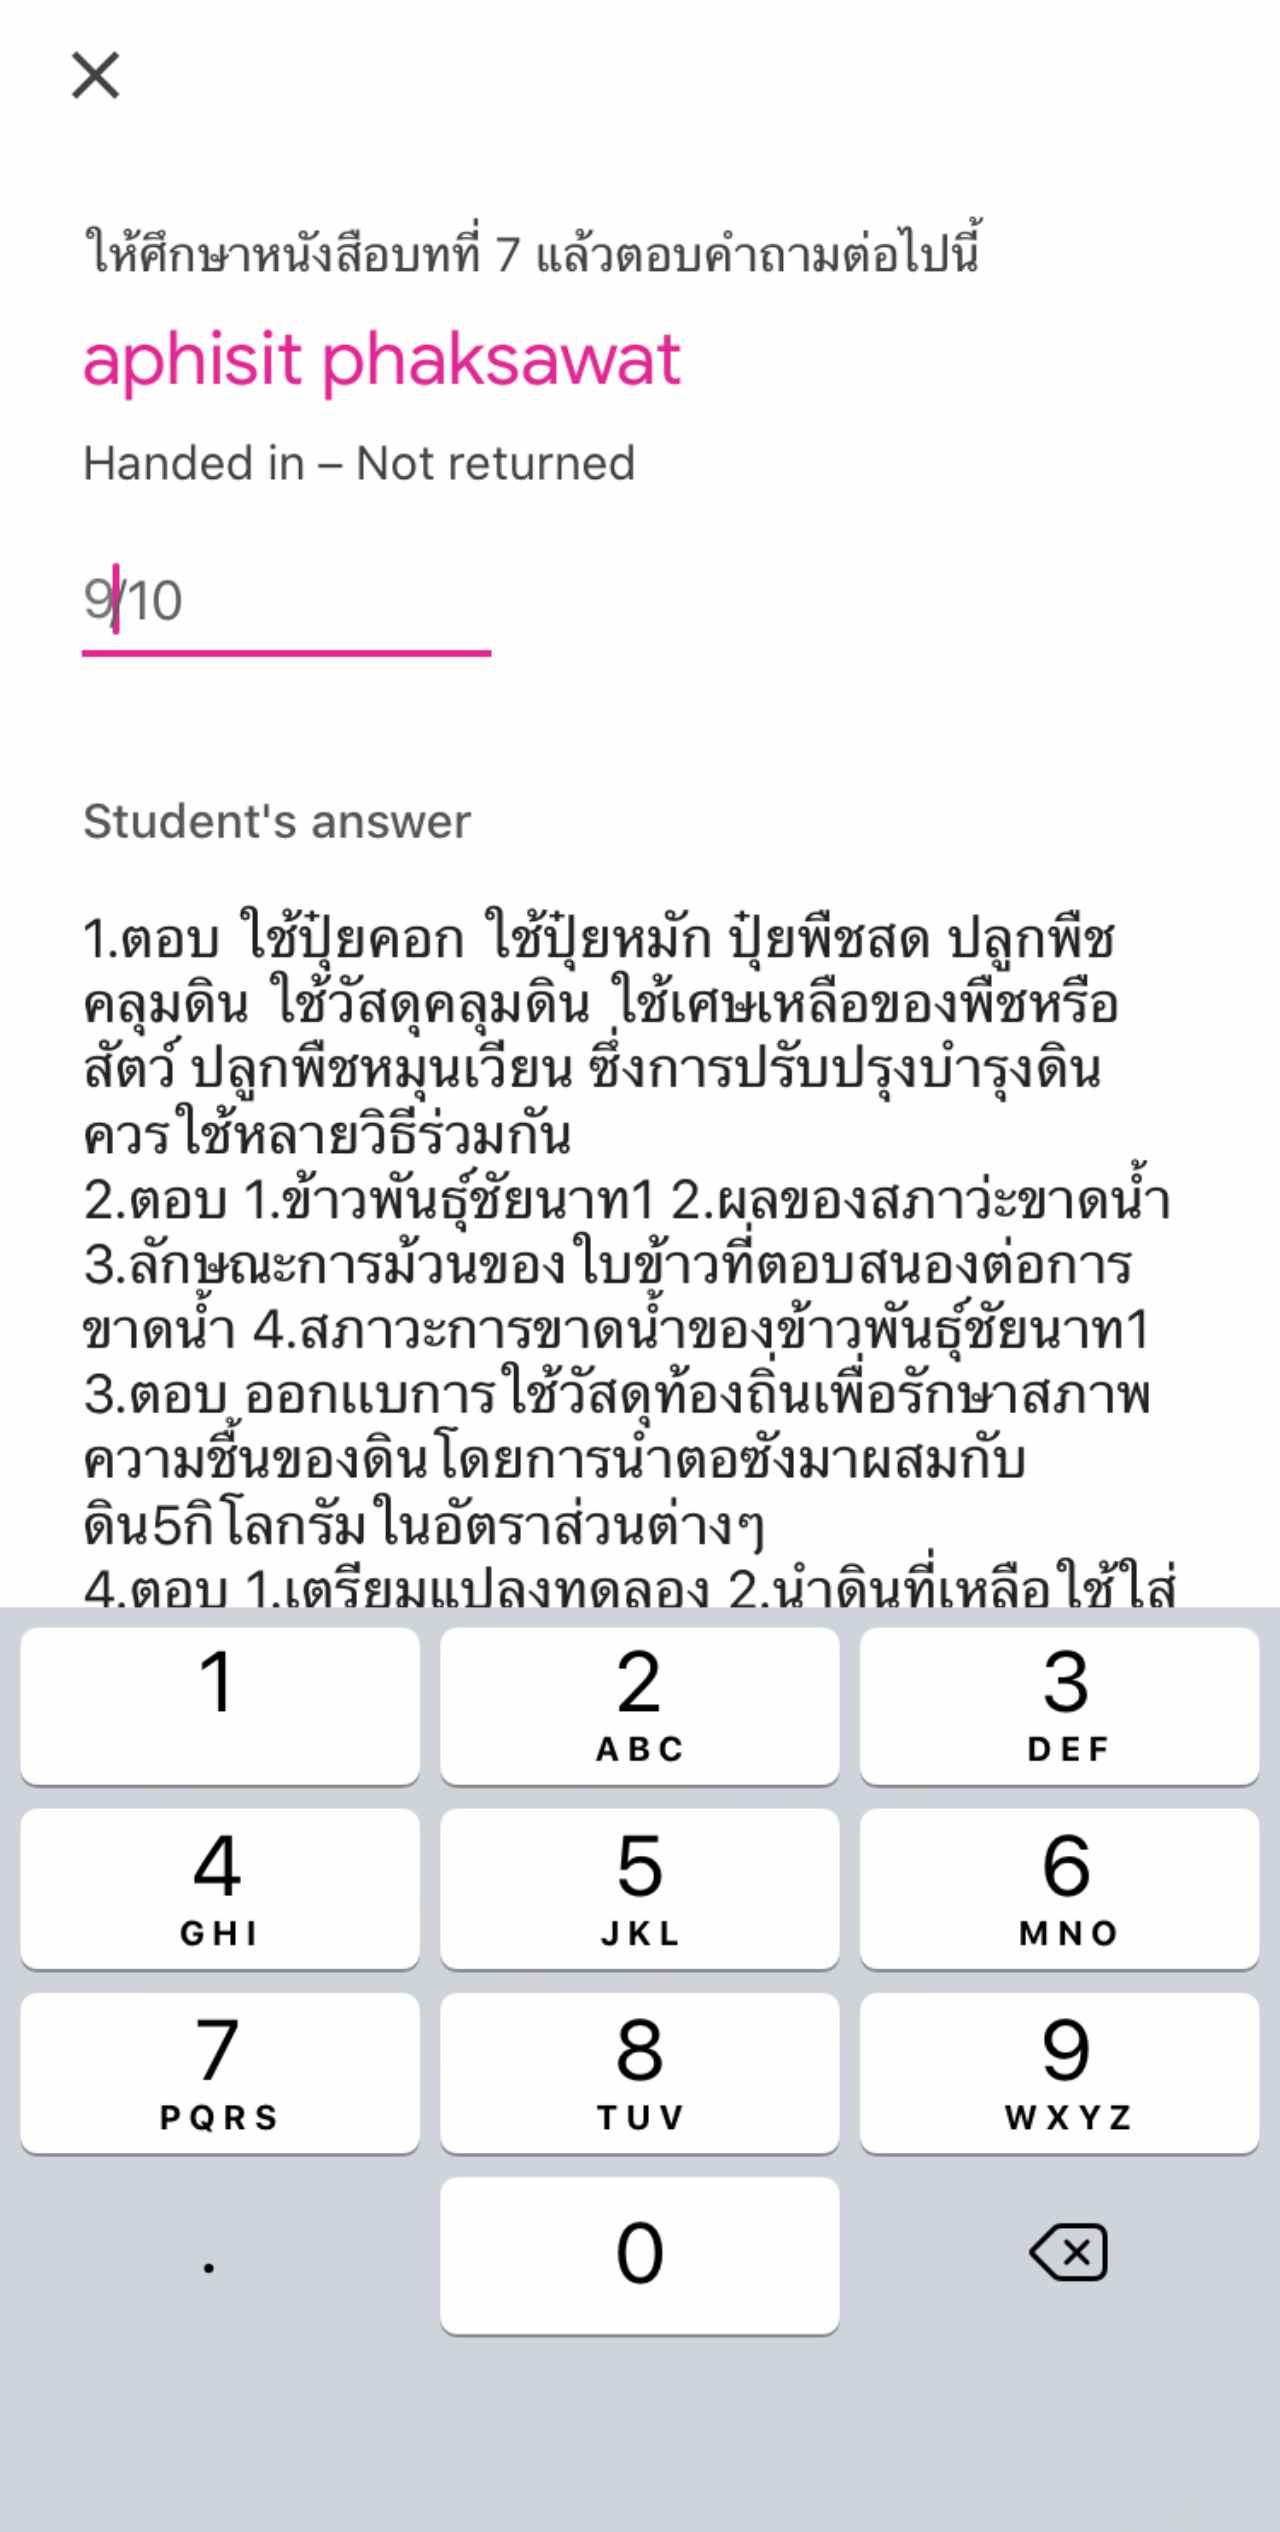 ให้ศึกษาหนังสือบทที่ 7 แล้วตอบคำถามต่อไปนี้
aphisit phaksawat
Handed in – Not returned
9/10
Student's answer
1.ตอบ ใช้ปุ๋ยคอก ใช้ปุ๋ยหมัก ปุ๋ยพืชสด ปลูกพืช
คลุมดิน ใช้วัสดุคลุมดิน ใช้เศษเหลือของพืชหรือ
สัตว์ ปลูกพืชหมุนเวียน ซึ่งการปรับปรุงบำรุงดิน
ควรใช้หลายวิธีร่วมกัน
2.ตอบ 1.ข้าวพันธุ์ชัยนาท1 2.ผลของสภาว่ะขาดน้ำ
3.ลักษณะการม้วนของใบข้าวที่ตอบสนองต่อการ
ขาดน้ำ 4.สภาวะการขาดน้ำของข้าวพันธุ์ชัยนาท1
3.ตอบ ออกแบบการใช้วัสดุท้องถิ่นเพื่อรักษาสภาพ
ความชื้นของดินโดยการนำตอซังมาผสมกับ
ดิน5กิโลกรัมในอัตราส่วนต่างๆ
4.ตอบ 1.เตรียมแปลงทดลอง 2.นำดินที่เหลือใช้ใส่
1
2
ABC
3
DEF
4
GHI
5
JKL
6
MNO
7
PQRS
8
TUV
9
WXYZ
.
0